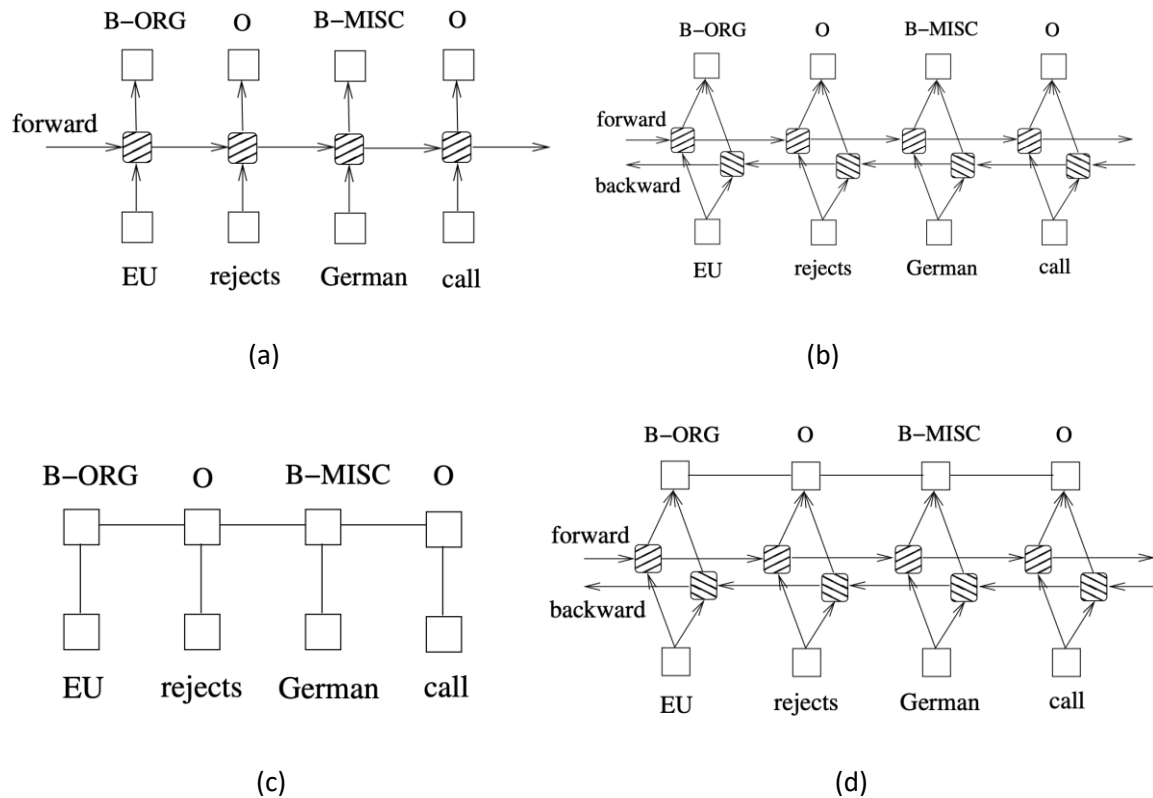 B−ORG O B−MISC O
forward
EU rejects German call
(a)
B−ORG O B−MISC O
forward
backward
EU rejects German call
(b)
B−ORG O B−MISC O
EU rejects German call
(c)
B−ORG O B−MISC O
forward
backward
EU rejects German call
(d)